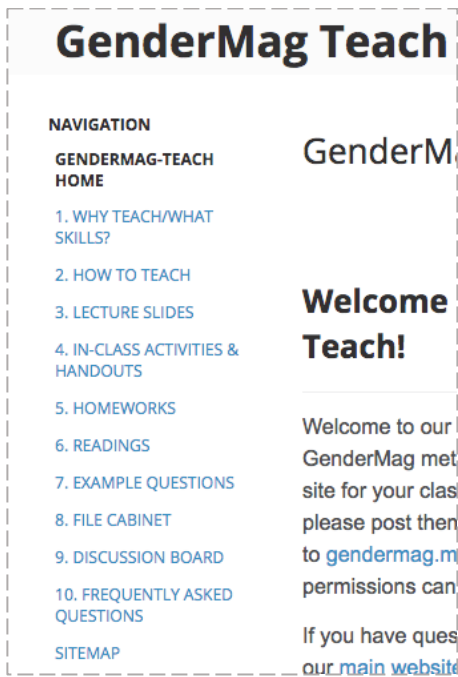 GenderMag Teach
NAVIGATION
GENDERMAG-TEACH
HOME
1. WHY TEACH/WHAT
SKILLS?
2. HOW TO TEACH
3. LECTURE SLIDES
4. IN-CLASS ACTIVITIES &
HANDOUTS
5. HOMEWORKS
6. READINGS
7. EXAMPLE QUESTIONS
8. FILE CABINET
9. DISCUSSION BOARD
10. FREQUENTLY ASKED
QUESTIONS
SITEMAP
GenderMa
Welcome
Teach!
Welcome to our
GenderMag met
site for your clas
please post then
to gendermag.m
permissions can
If you have ques
our main website